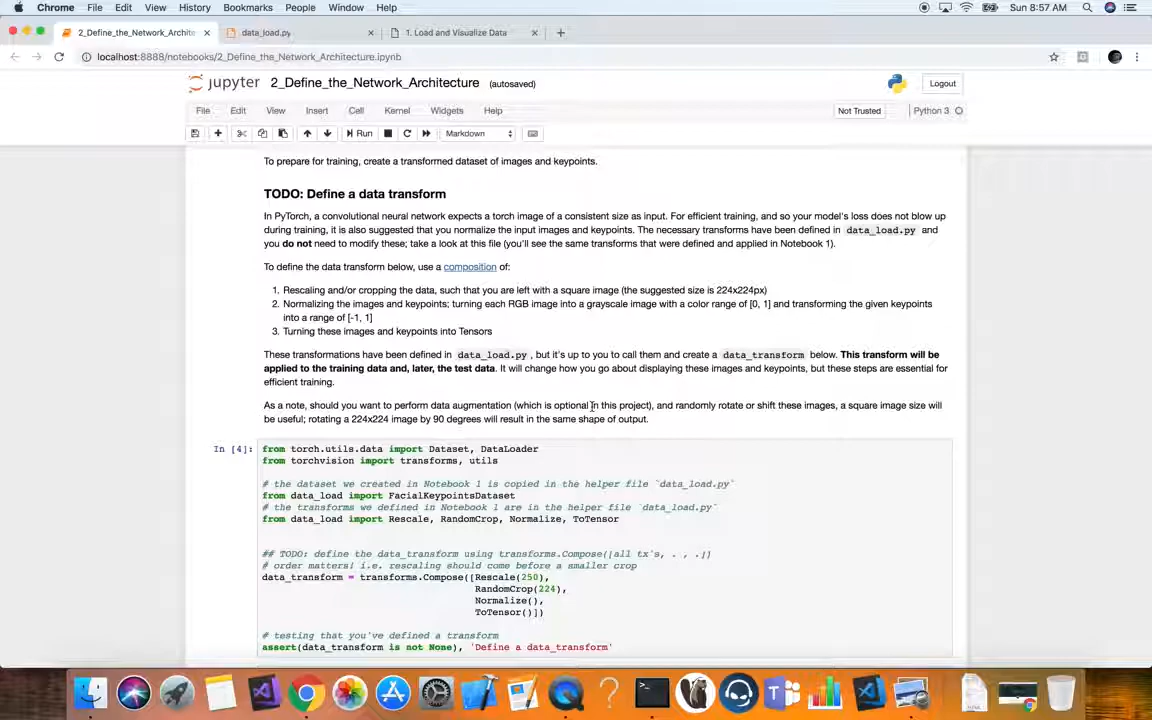 Chrome File Edit View History Bookmarks People Window Help Sun 8:57 AM
2_Define_the_Network_Architec data_load.py 1. Load and Visualize Data
localhost:8888/notebooks/2_Define_the_Network_Architecture.ipynb
jupyter 2_Define_the_Network_Architecture (autosaved) Logout
File Edit View Insert Cell Kernel Widgets Help Not Trusted Python 3
Run Markdown
To prepare for training, create a transformed dataset of images and keypoints.
TODO: Define a data transform
In PyTorch, a convolutional neural network expects a torch image of a consistent size as input. For efficient training, and so your model's loss does not blow up
during training, it is also suggested that you normalize the input images and keypoints. The necessary transforms have been defined in data_load.py and
you do not need to modify these; take a look at this file (you'll see the same transforms that were defined and applied in Notebook 1).
To define the data transform below, use a composition of:
1. Rescaling and/or cropping the data, such that you are left with a square image (the suggested size is 224x224px)
2. Normalizing the images and keypoints; turning each RGB image into a grayscale image with a color range of [0, 1] and transforming the given keypoints
into a range of [-1, 1]
3. Turning these images and keypoints into Tensors
These transformations have been defined in data_load.py, but it's up to you to call them and create a data_transform below. This transform will be
applied to the training data and, later, the test data. It will change how you go about displaying these images and keypoints, but these steps are essential for
efficient training.
As a note, should you want to perform data augmentation (which is optional in this project), and randomly rotate or shift these images, a square image size will
be useful; rotating a 224x224 image by 90 degrees will result in the same shape of output.
In [4]: from torch.utils.data import Dataset, DataLoader
from torchvision import transforms, utils
# the dataset we created in Notebook 1 is copied in the helper file `data_load.py`
from data_load import FacialKeypointsDataset
# the transforms we defined in Notebook 1 are in the helper file `data_load.py`
from data_load import Rescale, RandomCrop, Normalize, ToTensor
## TODO: define the data_transform using transforms.Compose([all tx's, . , .])
# order matters! i.e. rescaling should come before a smaller crop
data_transform = transforms.Compose([Rescale(250),
RandomCrop(224),
Normalize(),
ToTensor()])
# testing that you've defined a transform
assert(data_transform is not None), 'Define a data_transform'